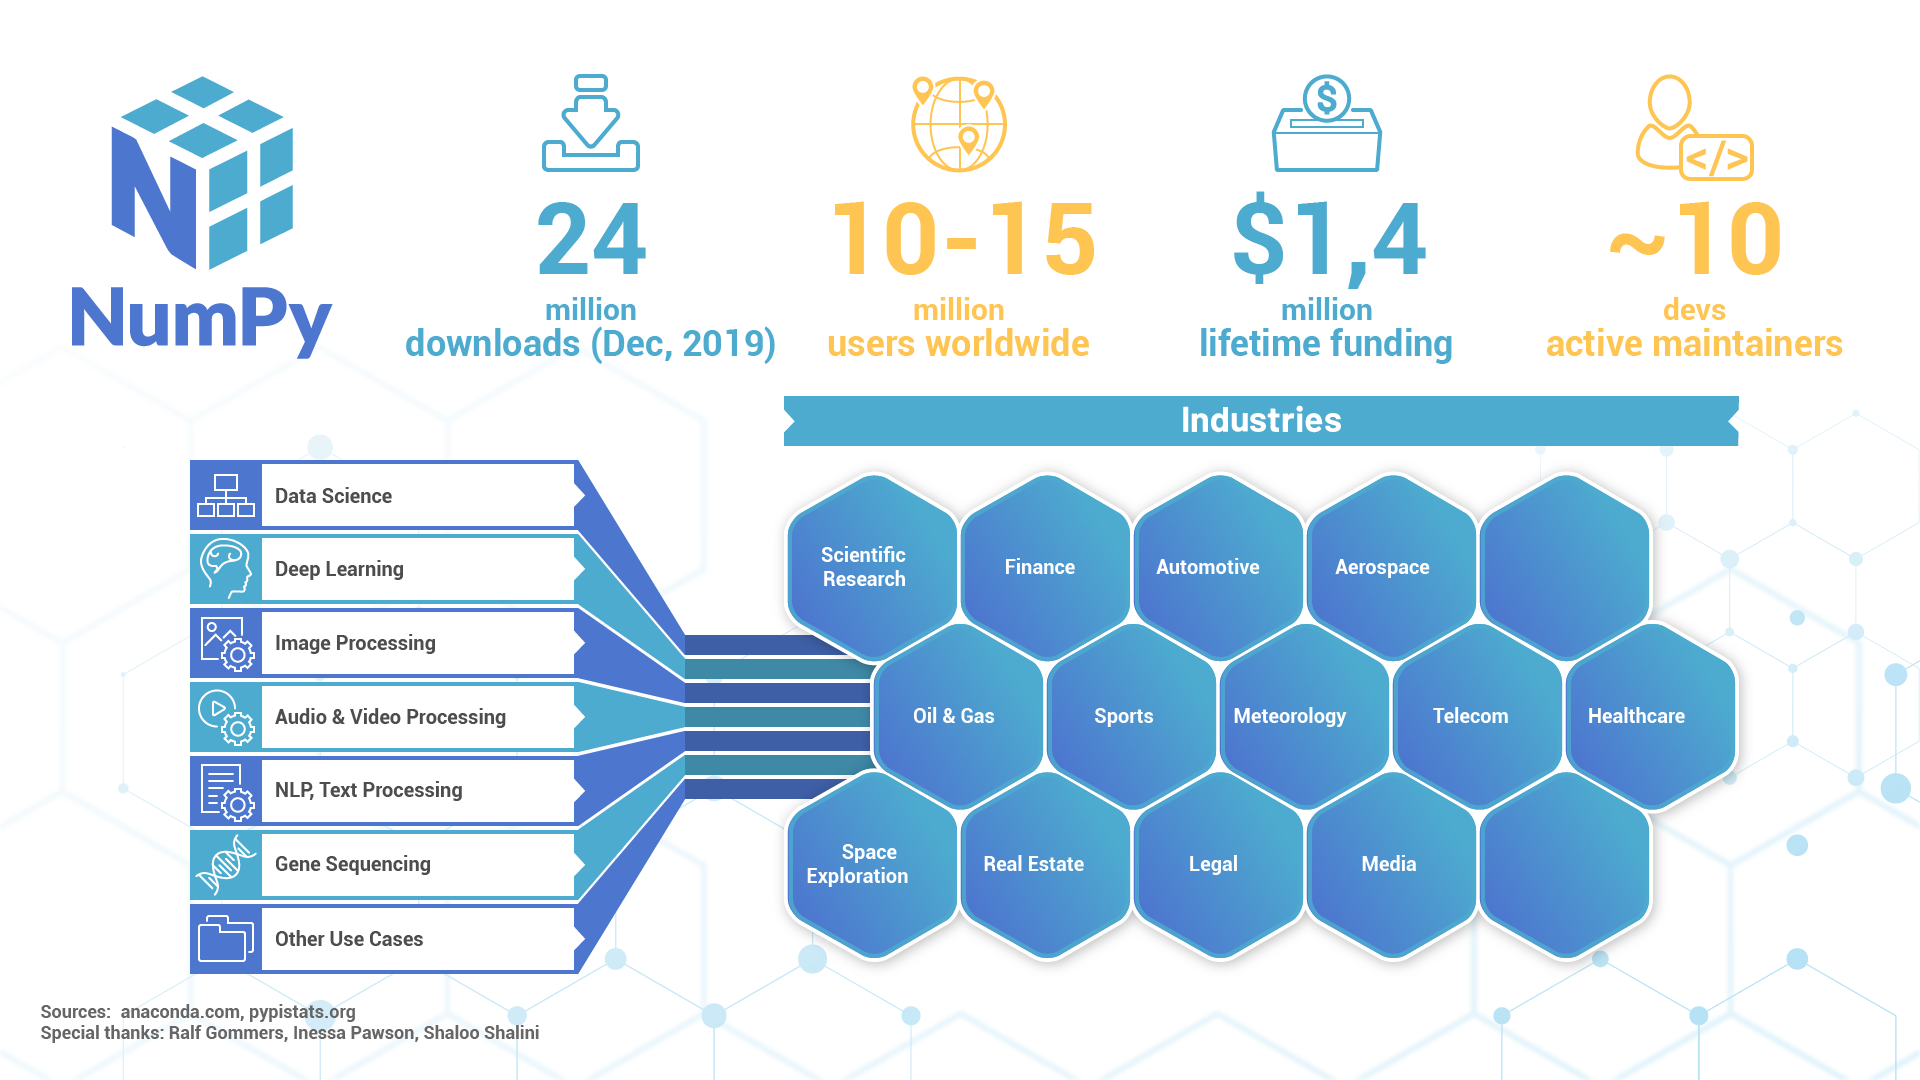 NumPy
24
million
downloads (Dec, 2019)
10-15
million
users worldwide
$1,4
million
lifetime funding
</>
~10
devs
active maintainers
Industries
Data Science
Deep Learning
Image Processing
Audio & Video Processing
NLP, Text Processing
Gene Sequencing
Other Use Cases
Scientific
Research
Finance
Automotive
Aerospace
Oil & Gas
Sports
Meteorology
Telecom
Healthcare
Space
Exploration
Real Estate
Legal
Media
Sources: anaconda.com, pypistats.org
Special thanks: Ralf Gommers, Inessa Pawson, Shaloo Shalini